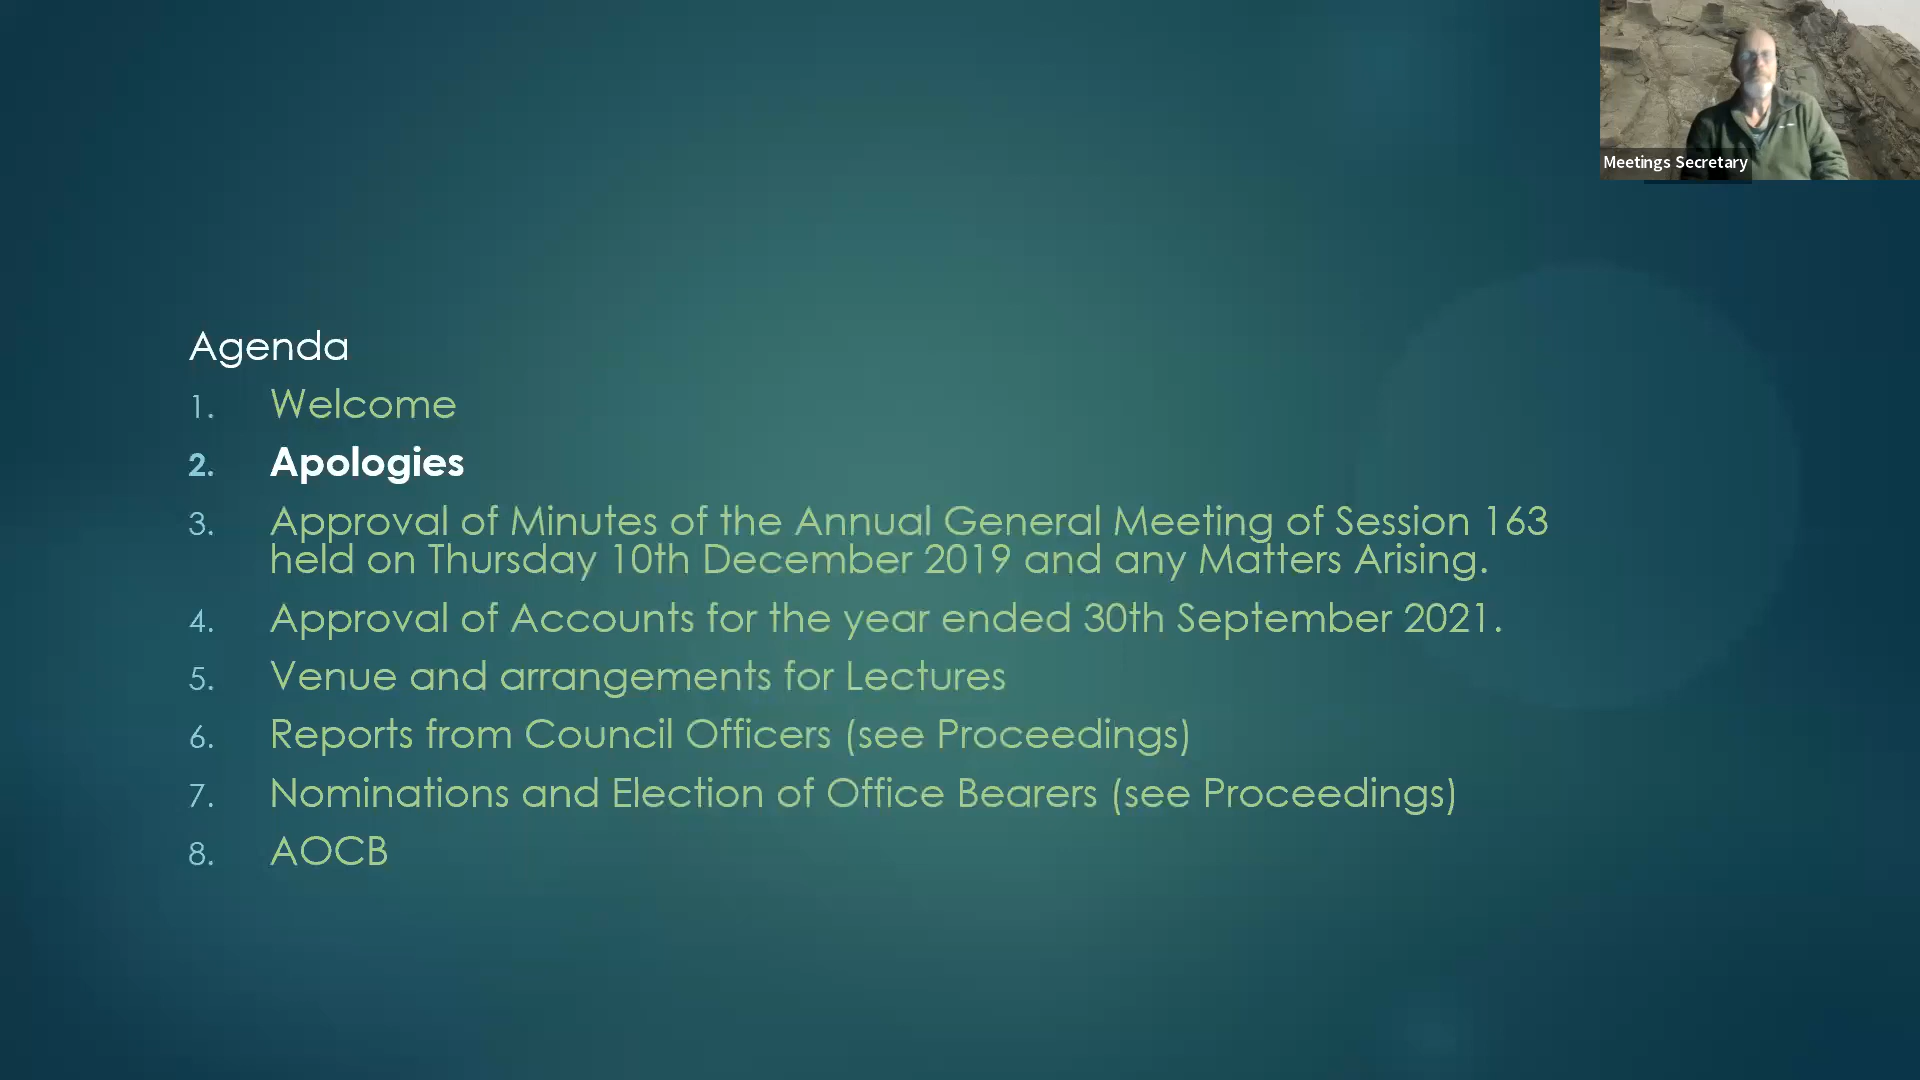 Meetings Secretary
Agenda
1. Welcome
2. Apologies
3. Approval of Minutes of the Annual General Meeting of Session 163
held on Thursday 10th December 2019 and any Matters Arising.
4. Approval of Accounts for the year ended 30th September 2021.
5. Venue and arrangements for Lectures
6. Reports from Council Officers (see Proceedings)
7. Nominations and Election of Office Bearers (see Proceedings)
8. AOCB